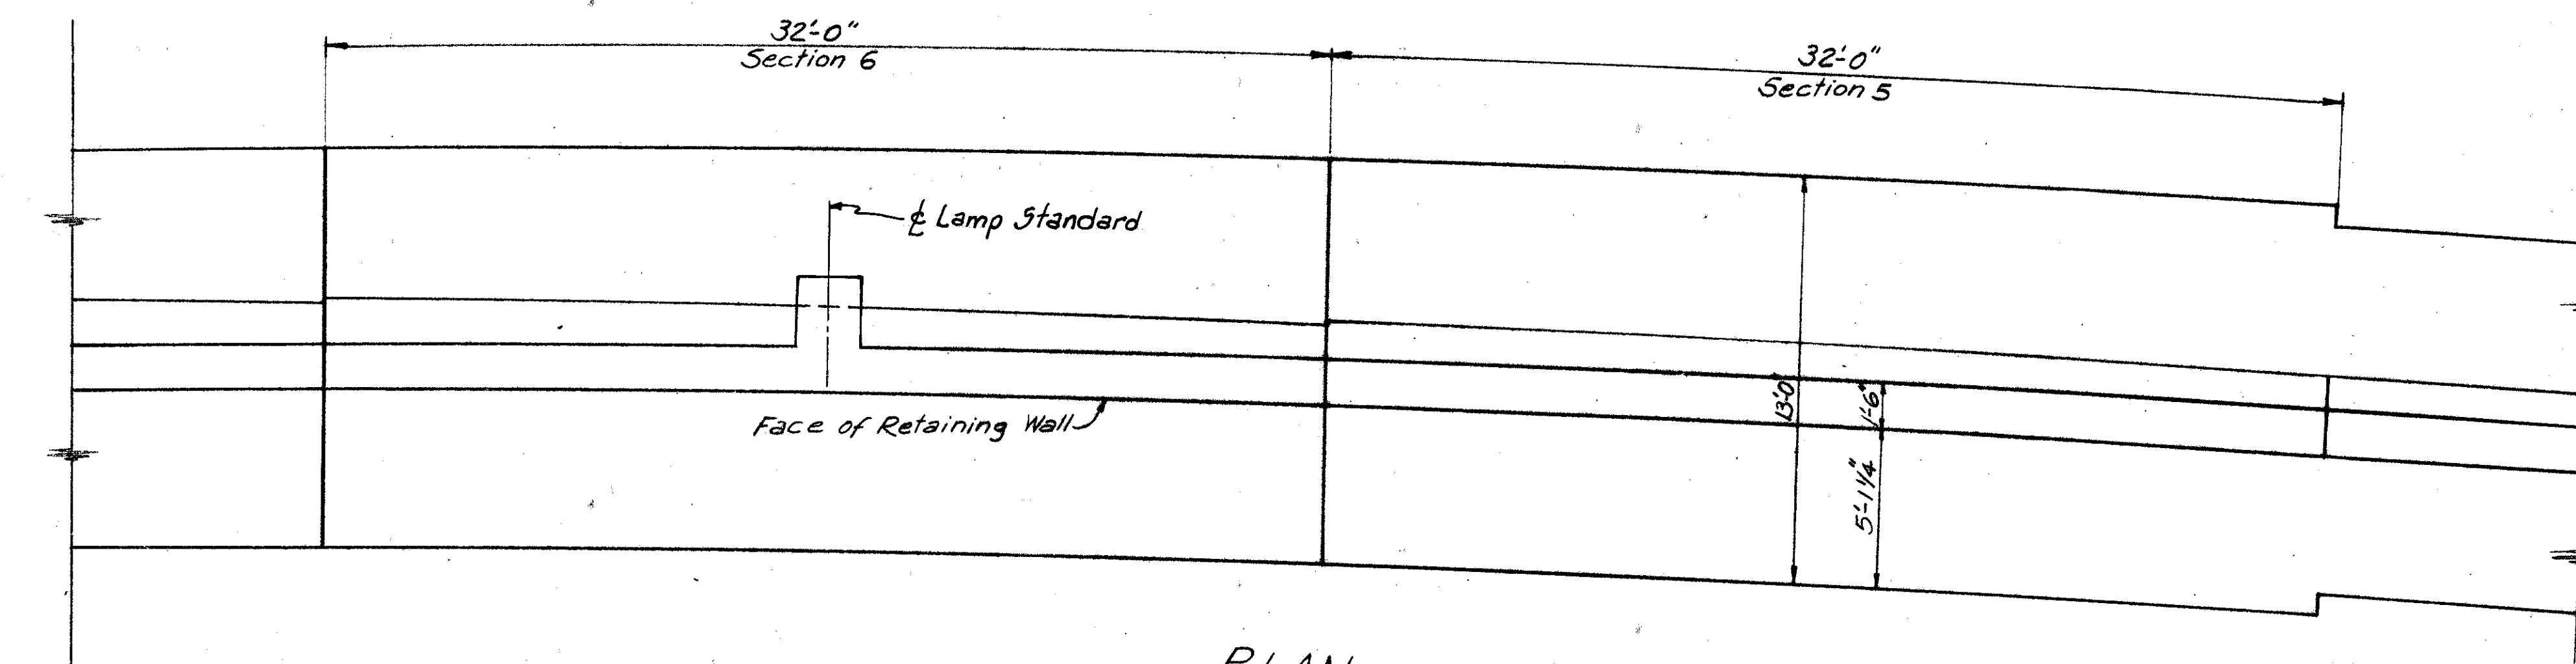 32'-0"
Section 6
32'-0"
Section 5
℄ Lamp Standard
Face of Retaining Wall
13'-0"
1'-6"
5'-1 1/4"
PLAN